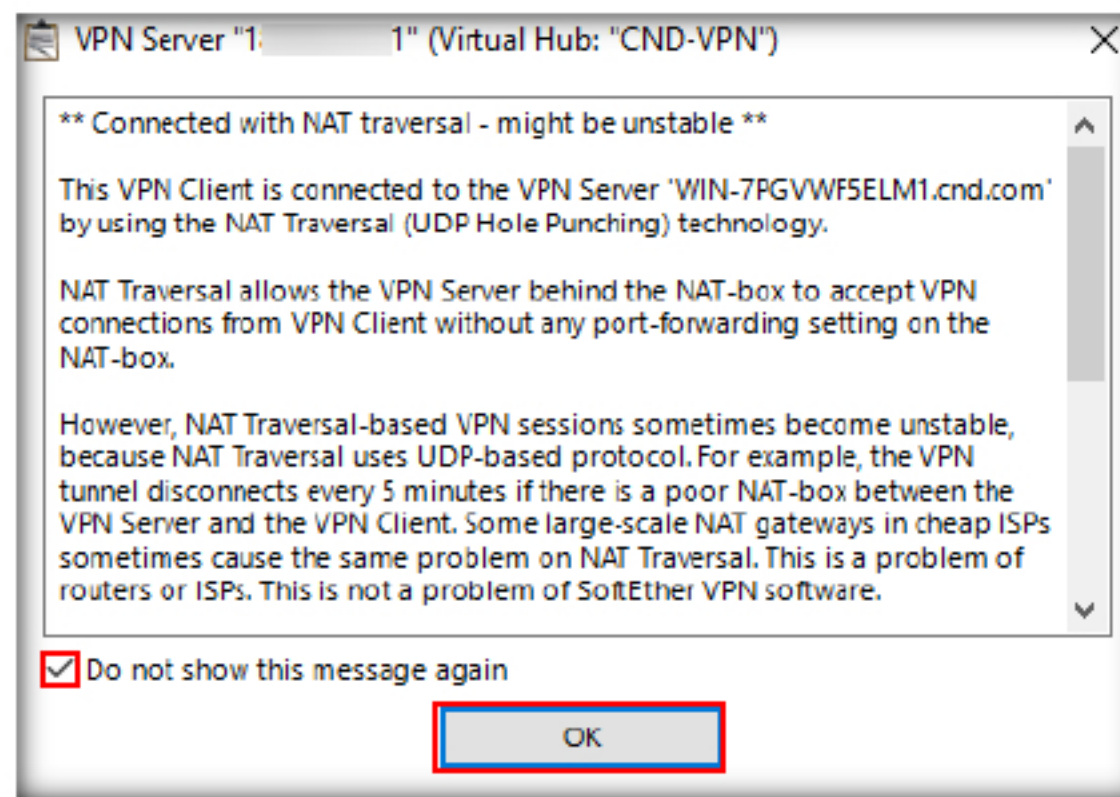 VPN Server "1 1" (Virtual Hub: "CND-VPN")
** Connected with NAT traversal - might be unstable **
This VPN Client is connected to the VPN Server 'WIN-7PGVWF5ELM1.cnd.com'
by using the NAT Traversal (UDP Hole Punching) technology.
NAT Traversal allows the VPN Server behind the NAT-box to accept VPN
connections from VPN Client without any port-forwarding setting on the
NAT-box.
However, NAT Traversal-based VPN sessions sometimes become unstable,
because NAT Traversal uses UDP-based protocol. For example, the VPN
tunnel disconnects every 5 minutes if there is a poor NAT-box between the
VPN Server and the VPN Client. Some large-scale NAT gateways in cheap ISPs
sometimes cause the same problem on NAT Traversal. This is a problem of
routers or ISPs. This is not a problem of SoftEther VPN software.
Do not show this message again
OK